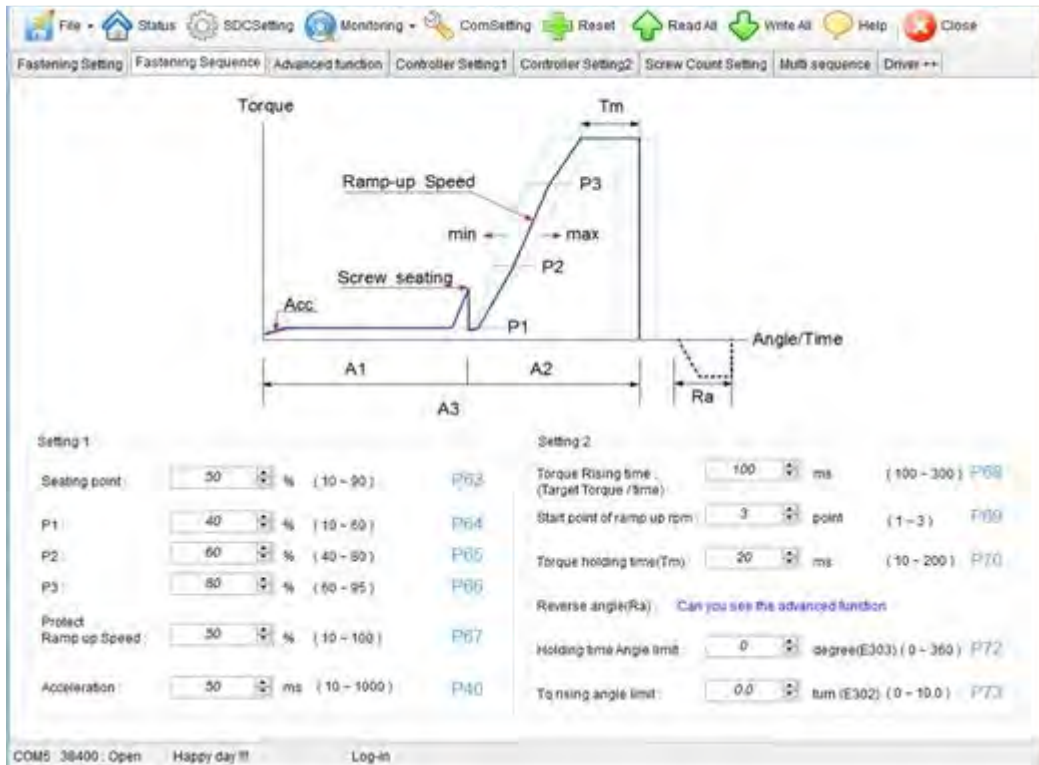 File Status SDCSetting Monitoring ComSetting Reset Read All Write All Help Close
Fastening Setting Fastening Sequence Advanced function Controller Setting1 Controller Setting2 Screw Count Setting Multi sequence Driver ++
Torque Tm
Ramp-up Speed P3
min max
P2
Screw seating
Acc.
P1
Angle/Time
A1 A2
Ra
A3
Setting 1 Setting 2
Seating point : 50 % ( 10 ~ 90 ) P63
P1 : 40 % ( 10 ~ 60 ) P64
P2 : 60 % ( 40 ~ 80 ) P65
P3 : 80 % ( 60 ~ 95 ) P66
Protect
Ramp up Speed : 50 % ( 10 ~ 100 ) P67
Acceleration : 50 ms ( 10 ~ 1000 ) P40
Torque Rising time : 100 ms ( 100 ~ 300 ) P68
(Target Torque / time)
Start point of ramp up rpm : 3 point ( 1 ~ 3 ) P69
Torque holding time(Tm) : 20 ms ( 10 ~ 200 ) P70
Reverse angle(Ra) : Can you see the advanced function
Holding time Angle limit : 0 degree(E303) ( 0 ~ 360 ) P72
Tq rising angle limit : 0.0 turn (E302) ( 0 ~ 10.0 ) P73
COM5 38400 : Open Happy day !!! Log-in